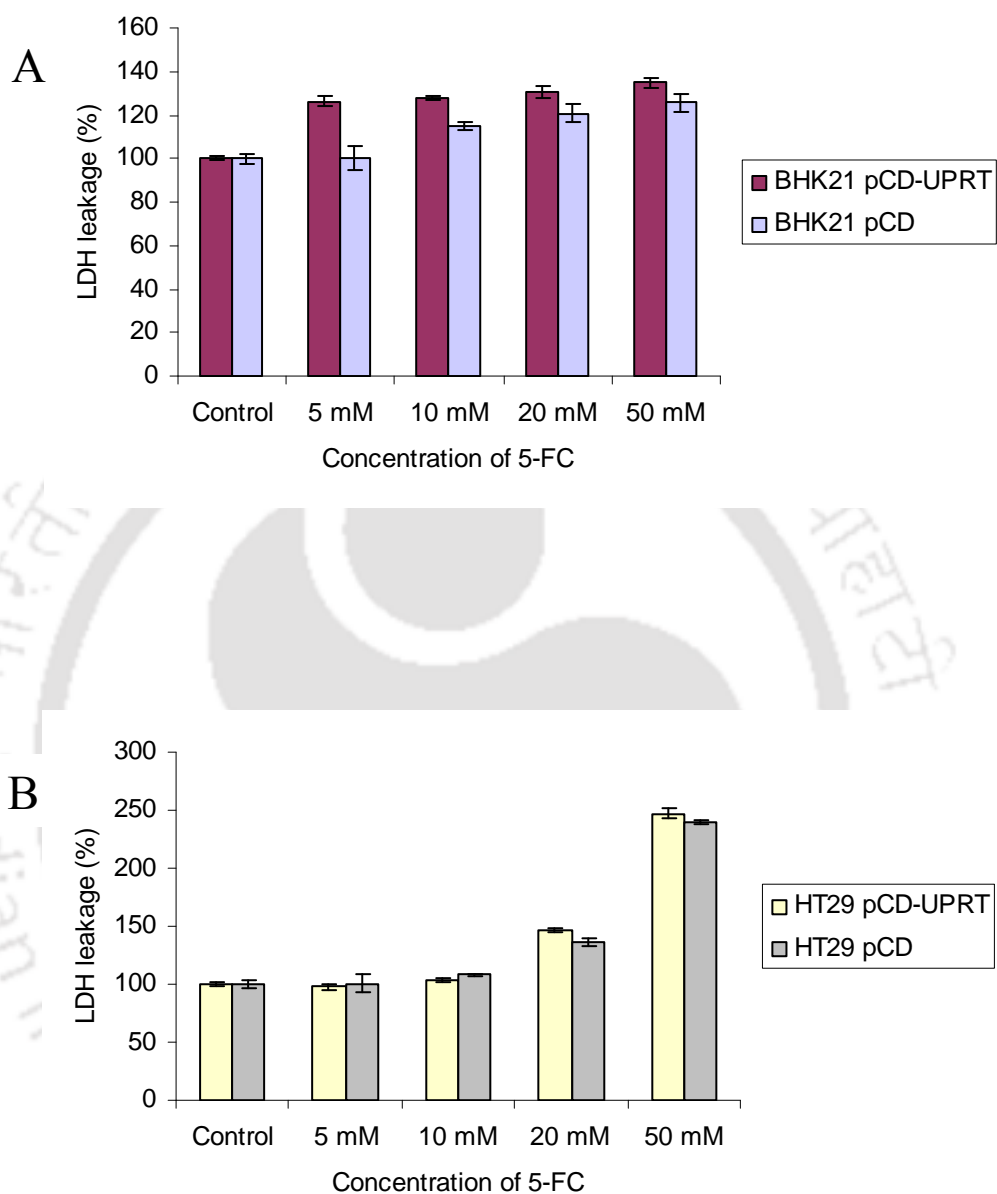 A
160
140
120
100
80
60
40
20
0
LDH leakage (%)
Control 5 mM 10 mM 20 mM 50 mM
Concentration of 5-FC
BHK21 pCD-UPRT
BHK21 pCD
B
300
250
200
150
100
50
0
LDH leakage (%)
Control 5 mM 10 mM 20 mM 50 mM
Concentration of 5-FC
HT29 pCD-UPRT
HT29 pCD